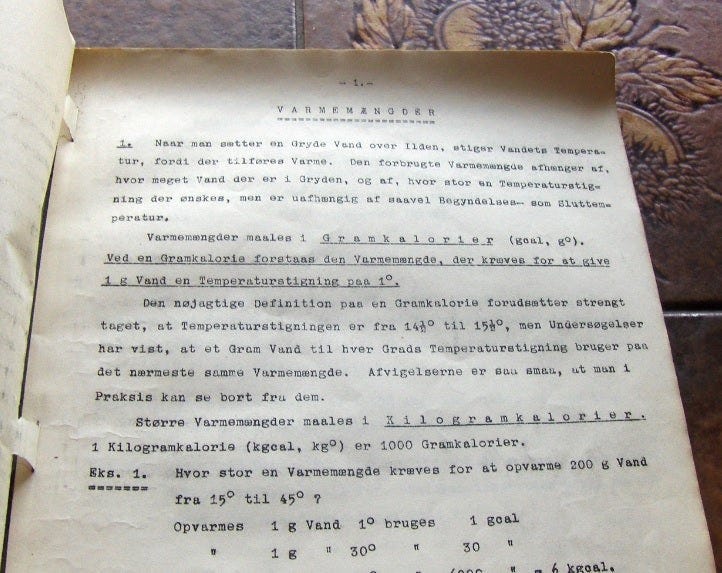 - 1.-
VARMEMÆNGDER
1. Naar man sætter en Gryde Vand over Ilden, stiger Vandets Tempera-
tur, fordi der tilføres Varme. Den forbrugte Varmemængde afhænger af,
hvor meget Vand der er i Gryden, og af, hvor stor en Temperaturstig-
ning der ønskes, men er uafhængig af saavel Begyndelses- som Sluttem-
peratur.
Varmemængder maales i Gramkalorier (gcal, g°).
Ved en Gramkalorie forstaas den Varmemængde, der kræves for at give
1 g Vand en Temperaturstigning paa 1°.
Den nøjagtige Definition paa en Gramkalorie forudsætter strengt
taget, at Temperaturstigningen er fra 14½° til 15½°, men Undersøgelser
har vist, at et Gram Vand til hver Grads Temperaturstigning bruger paa
det nærmeste samme Varmemængde. Afvigelserne er saa smaa, at man i
Praksis kan se bort fra dem.
Større Varmemængder maales i Kilogramkalorier.
1 Kilogramkalorie (kgcal, kg°) er 1000 Gramkalorier.
Eks. 1. Hvor stor en Varmemængde kræves for at opvarme 200 g Vand
fra 15° til 45° ?
Opvarmes 1 g Vand 1° bruges 1 gcal
" 1 g " 30° " 30 "
" = 6 kgcal.